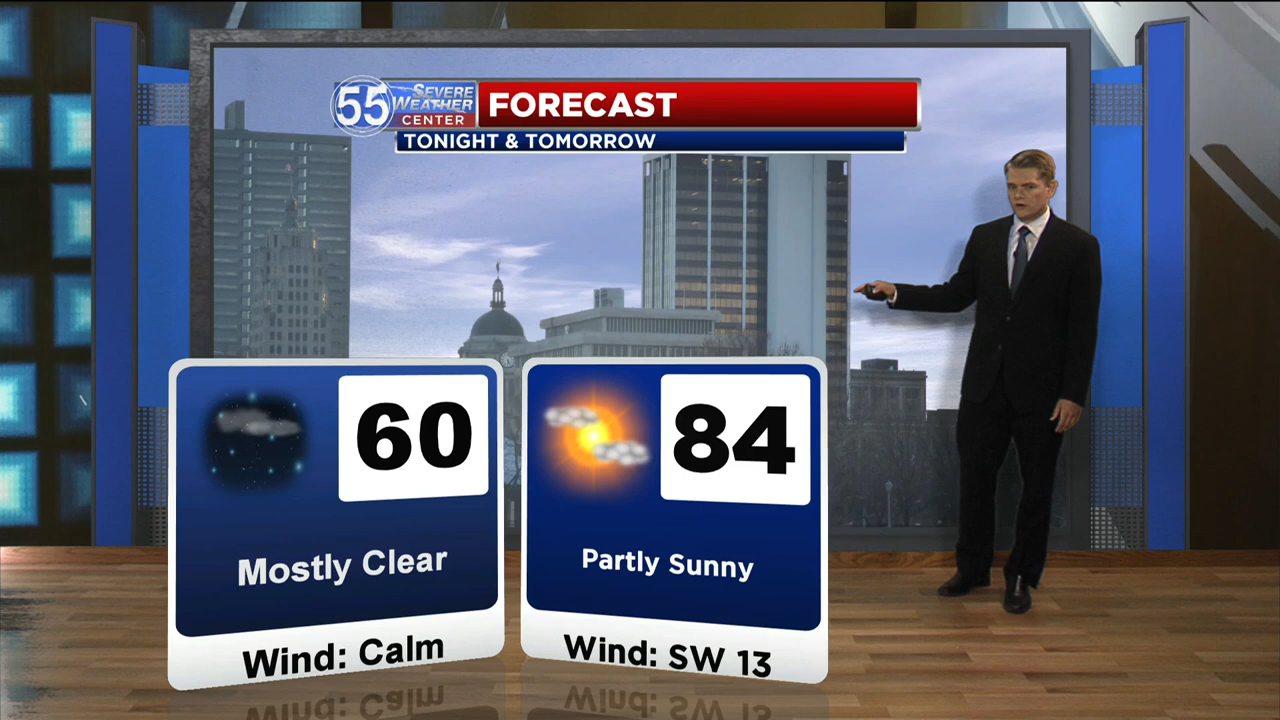 55 SEVERE WEATHER CENTER
FORECAST
TONIGHT & TOMORROW
60
Mostly Clear
Wind: Calm
84
Partly Sunny
Wind: SW 13